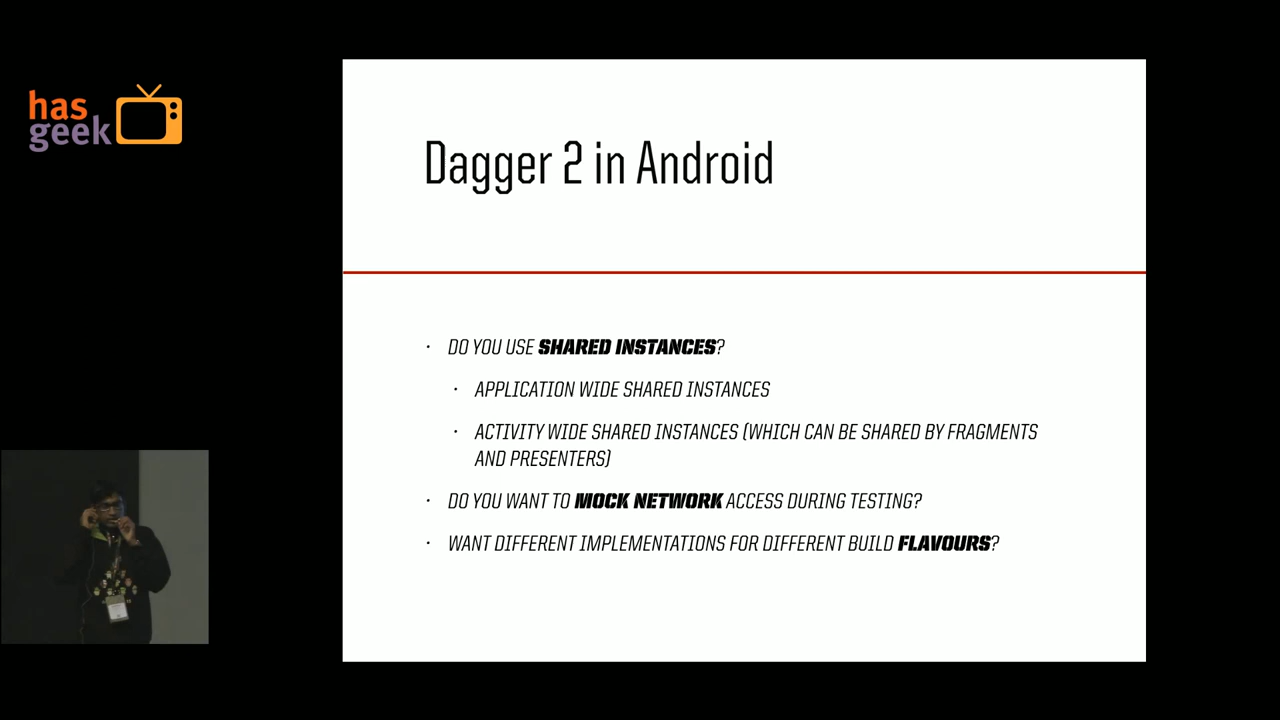 has
geek
Dagger 2 in Android
· DO YOU USE SHARED INSTANCES?
· APPLICATION WIDE SHARED INSTANCES
· ACTIVITY WIDE SHARED INSTANCES (WHICH CAN BE SHARED BY FRAGMENTS
AND PRESENTERS)
· DO YOU WANT TO MOCK NETWORK ACCESS DURING TESTING?
· WANT DIFFERENT IMPLEMENTATIONS FOR DIFFERENT BUILD FLAVOURS?